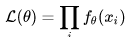 ℒ(θ) = ∏ᵢ f_θ(xᵢ)